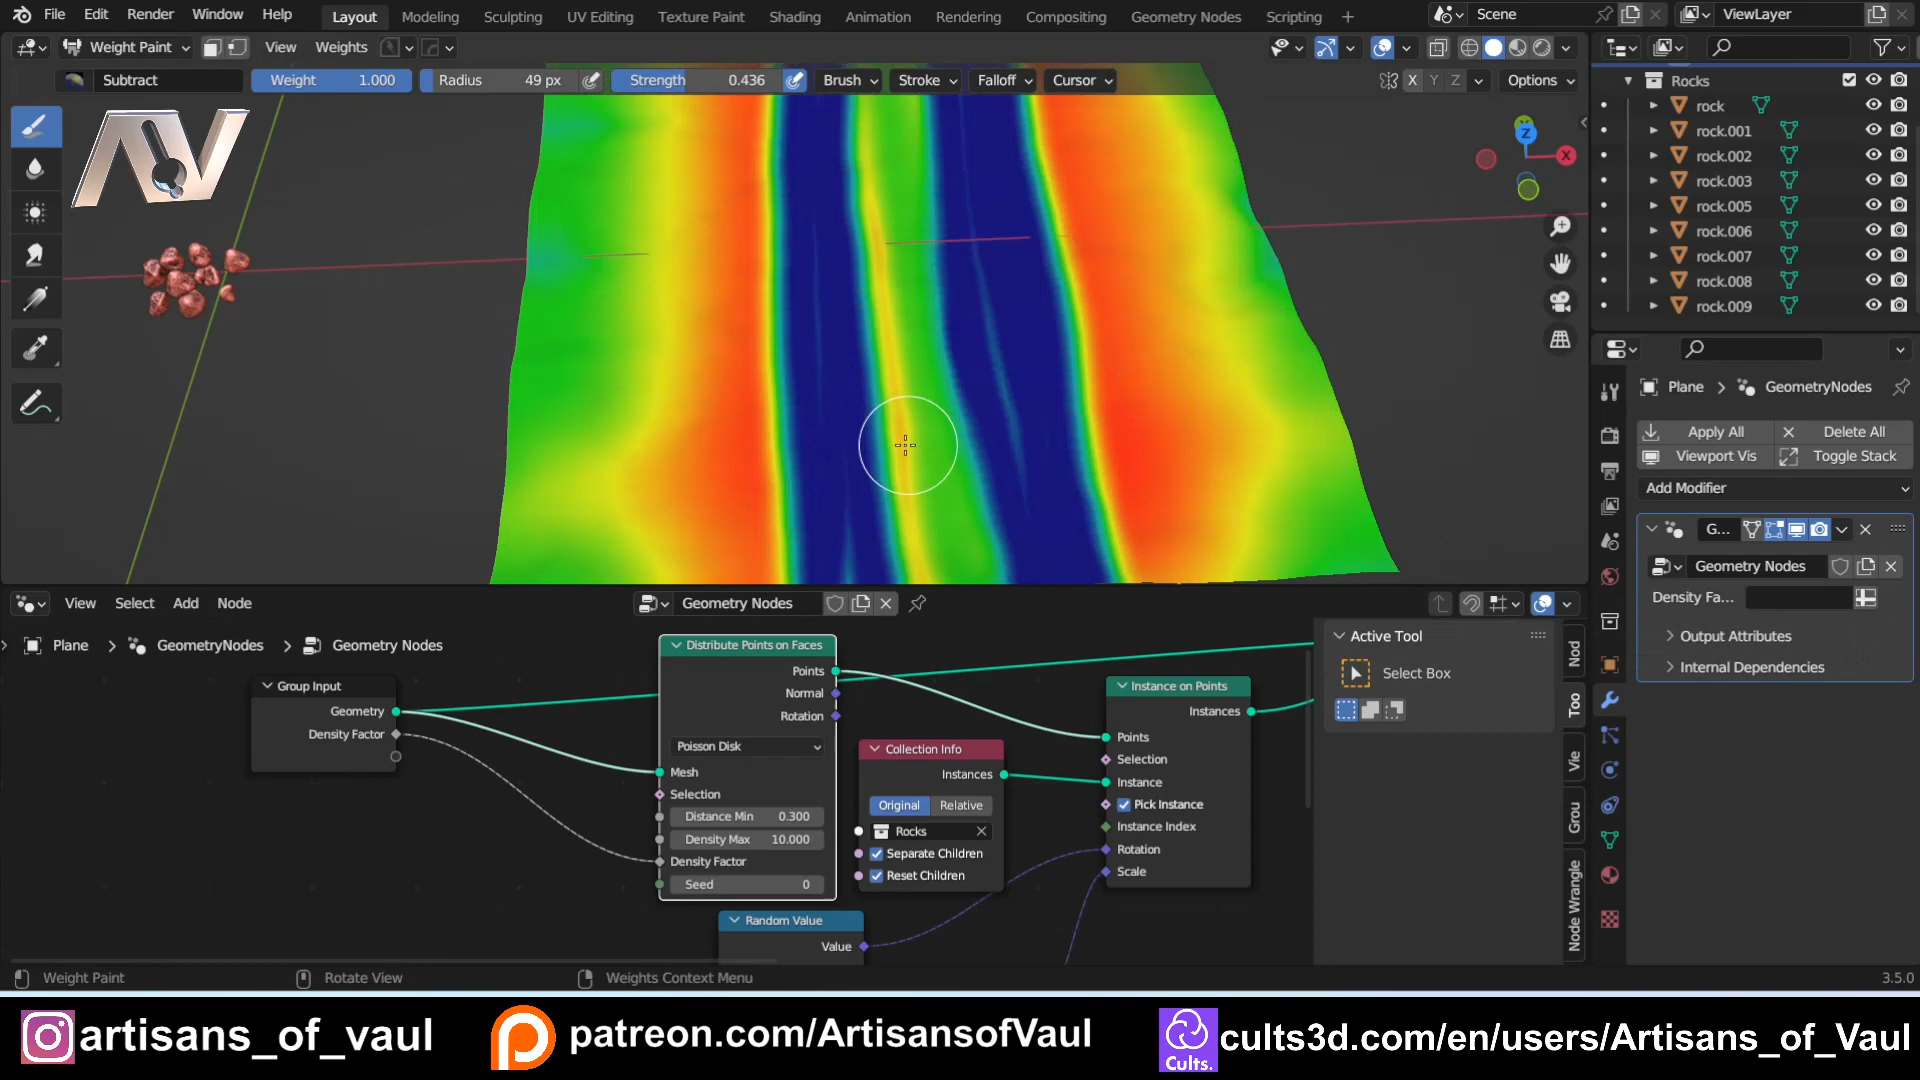 File Edit Render Window Help Layout Modeling Sculpting UV Editing Texture Paint Shading Animation Rendering Compositing Geometry Nodes Scripting Scene ViewLayer
Weight Paint View Weights
Subtract Weight 1.000 Radius 49 px Strength 0.436 Brush Stroke Falloff Cursor X Y Z Options
AV
Z
X
Rocks
rock
rock.001
rock.002
rock.003
rock.005
rock.006
rock.007
rock.008
rock.009
Plane GeometryNodes
Apply All Delete All
Viewport Vis Toggle Stack
Add Modifier
G...
Geometry Nodes
Density Fa...
Output Attributes
Internal Dependencies
View Select Add Node Geometry Nodes
Plane GeometryNodes Geometry Nodes
Group Input
Geometry
Density Factor
Distribute Points on Faces
Points
Normal
Rotation
Poisson Disk
Mesh
Selection
Distance Min 0.300
Density Max 10.000
Density Factor
Seed 0
Random Value
Value
Collection Info
Instances
Original Relative
Rocks
Separate Children
Reset Children
Instance on Points
Instances
Points
Selection
Instance
Pick Instance
Instance Index
Rotation
Scale
Active Tool
Select Box
Nod
Too
Vie
Grou
Node Wrangle
Weight Paint Rotate View Weights Context Menu 3.5.0
artisans_of_vaul patreon.com/ArtisansofVaul Cults. cults3d.com/en/users/Artisans_of_Vaul